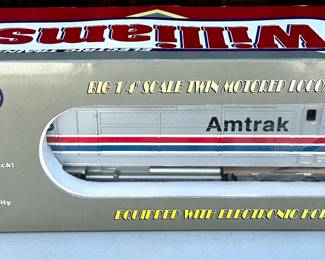 Williams
BIG 1/4" SCALE TWIN MOTORED LOCO
Amtrak
EQUIPPED WITH ELECTRONIC HO